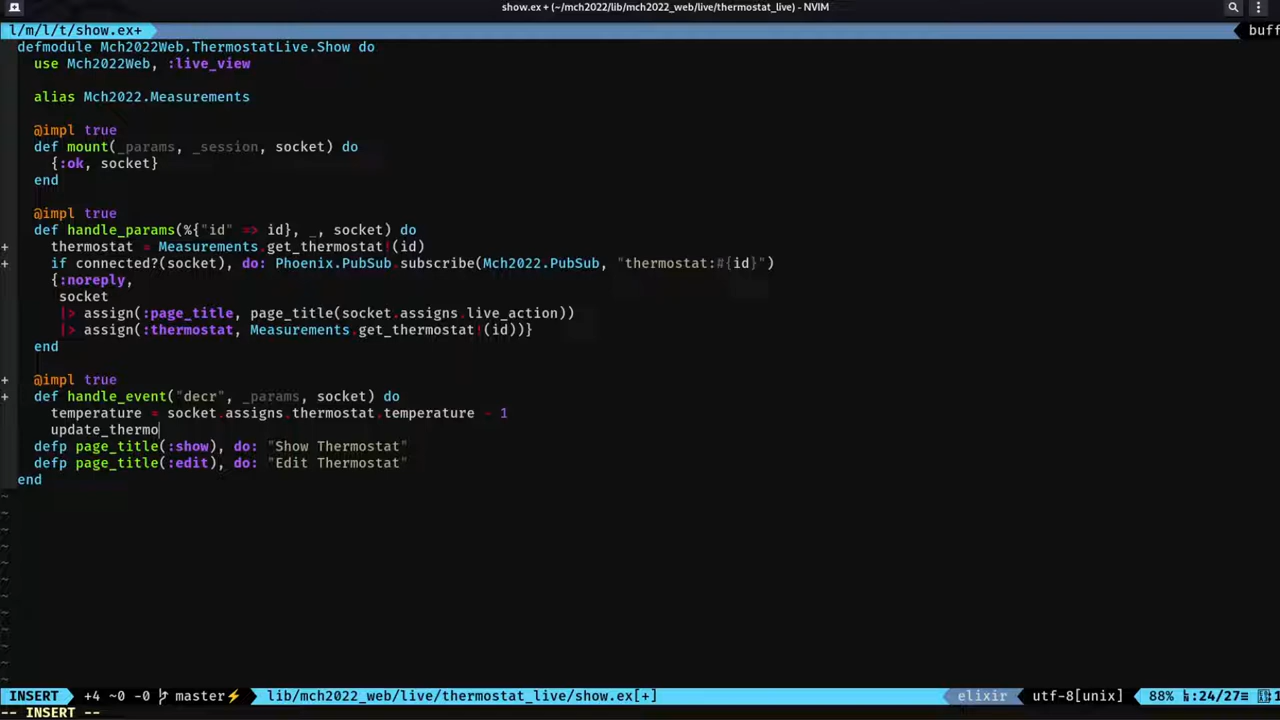 show.ex + (~/mch2022/lib/mch2022_web/live/thermostat_live) - NVIM
l/m/l/t/show.ex+
buff
defmodule Mch2022Web.ThermostatLive.Show do
  use Mch2022Web, :live_view
  alias Mch2022.Measurements
  @impl true
  def mount(_params, _session, socket) do
    {:ok, socket}
  end
  @impl true
  def handle_params(%{"id" => id}, _, socket) do
+    thermostat = Measurements.get_thermostat!(id)
+    if connected?(socket), do: Phoenix.PubSub.subscribe(Mch2022.PubSub, "thermostat:#{id}")
    {:noreply,
     socket
     |> assign(:page_title, page_title(socket.assigns.live_action))
     |> assign(:thermostat, Measurements.get_thermostat!(id))}
  end
+  @impl true
+  def handle_event("decr", _params, socket) do
    temperature = socket.assigns.thermostat.temperature - 1
    update_thermo
  defp page_title(:show), do: "Show Thermostat"
  defp page_title(:edit), do: "Edit Thermostat"
end
~
~
~
~
~
~
~
~
~
~
~
INSERT +4 ~0 -0 master⚡ lib/mch2022_web/live/thermostat_live/show.ex[+] elixir utf-8[unix] 88% :24/27≡
-- INSERT --